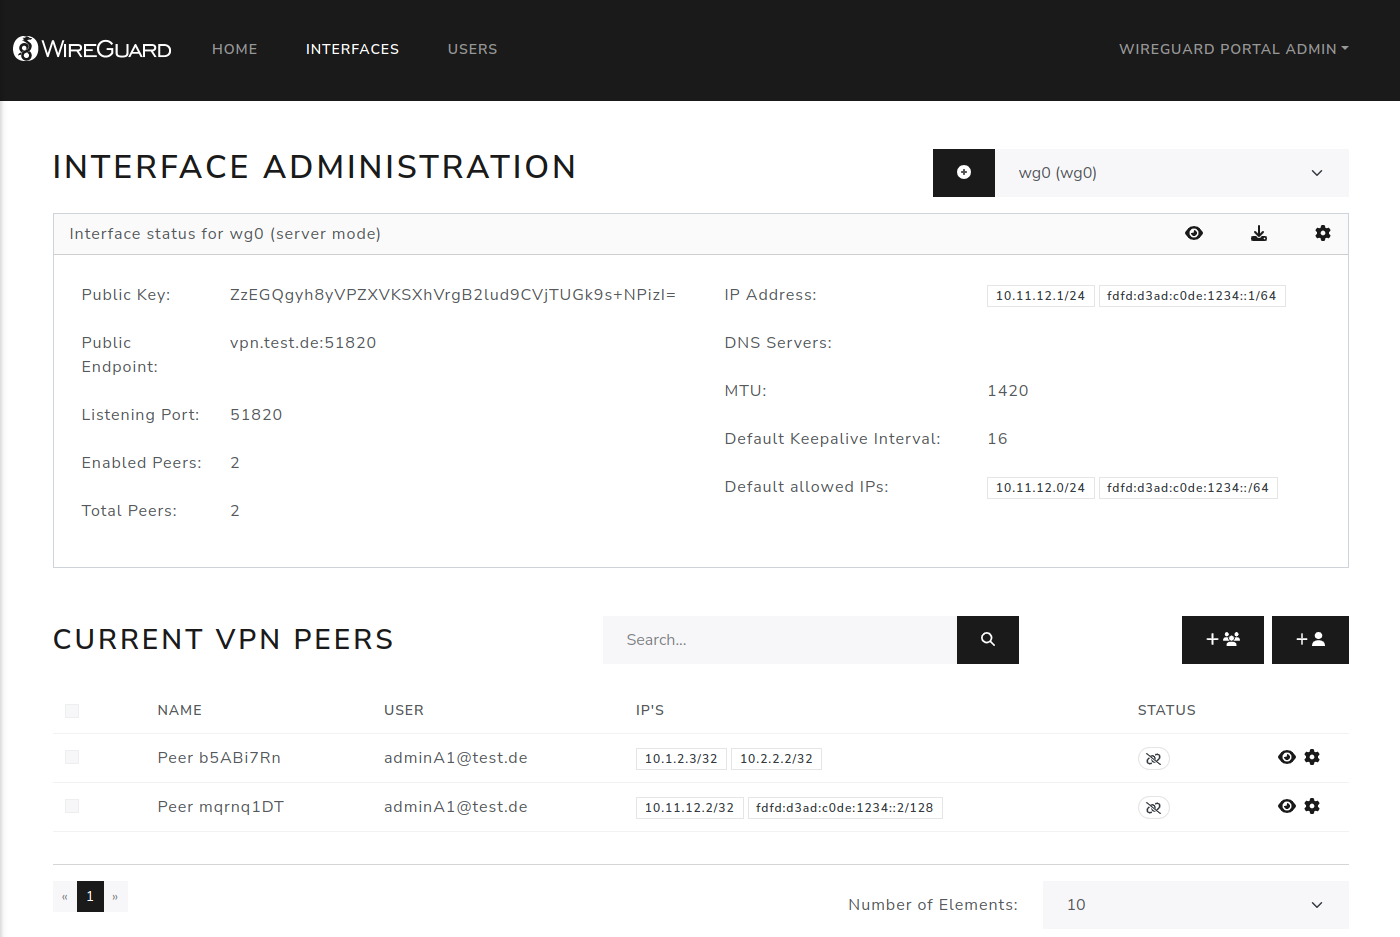 WIREGUARD HOME INTERFACES USERS WIREGUARD PORTAL ADMIN
INTERFACE ADMINISTRATION
wg0 (wg0)
Interface status for wg0 (server mode)
Public Key: ZzEGQgyh8yVPZXVKSXhVrgB2lud9CVjTUGk9s+NPizI=
Public Endpoint: vpn.test.de:51820
Listening Port: 51820
Enabled Peers: 2
Total Peers: 2
IP Address: 10.11.12.1/24 fdfd:d3ad:c0de:1234::1/64
DNS Servers:
MTU: 1420
Default Keepalive Interval: 16
Default allowed IPs: 10.11.12.0/24 fdfd:d3ad:c0de:1234::/64
CURRENT VPN PEERS
Search...
NAME USER IP'S STATUS
Peer b5ABi7Rn adminA1@test.de 10.1.2.3/32 10.2.2.2/32
Peer mqrnq1DT adminA1@test.de 10.11.12.2/32 fdfd:d3ad:c0de:1234::2/128
« 1 »
Number of Elements: 10